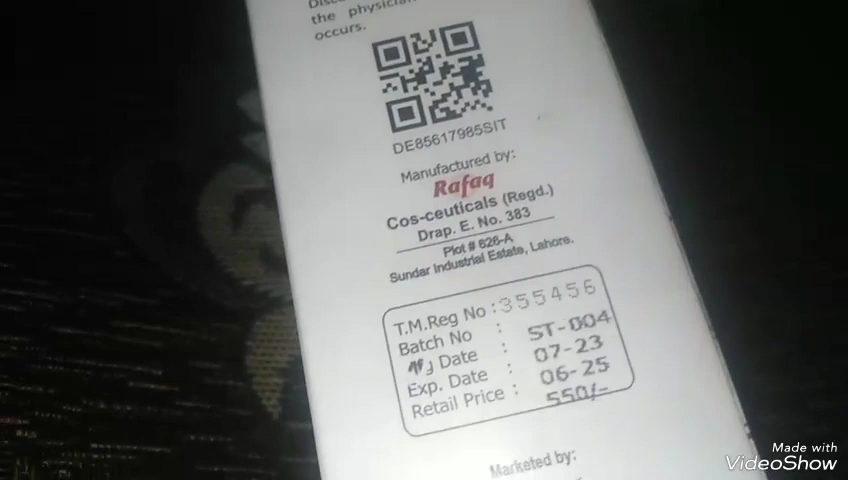 the physician
occurs.
DE85617985SIT
Manufactured by:
Rafaq
Cos-ceuticals (Regd.)
Drap. E. No. 383
Plot # 626-A
Sundar Industrial Estate, Lahore.
T.M.Reg No : 355456
Batch No : ST-004
Date : 07-23
Exp. Date : 06-25
Retail Price : 550/-
Marketed by:
Made with
VideoShow